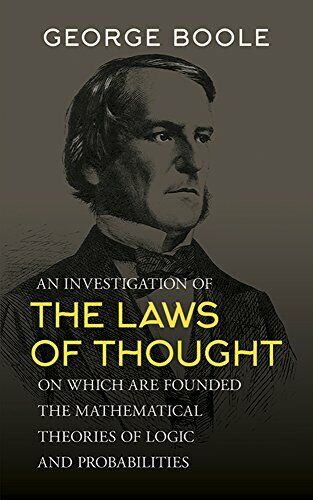 GEORGE BOOLE
AN INVESTIGATION OF
THE LAWS
OF THOUGHT
ON WHICH ARE FOUNDED
THE MATHEMATICAL
THEORIES OF LOGIC
AND PROBABILITIES